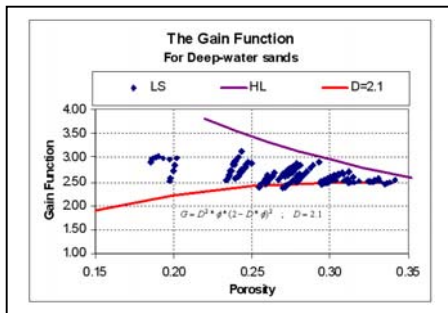 The Gain Function
For Deep-water sands
LS HL D=2.1
Gain Function
4.00
3.50
3.00
2.50
2.00
1.50
1.00
G = D² * ϕ * (2 − D * ϕ)² ; D = 2.1
0.15 0.20 0.25 0.30 0.35
Porosity